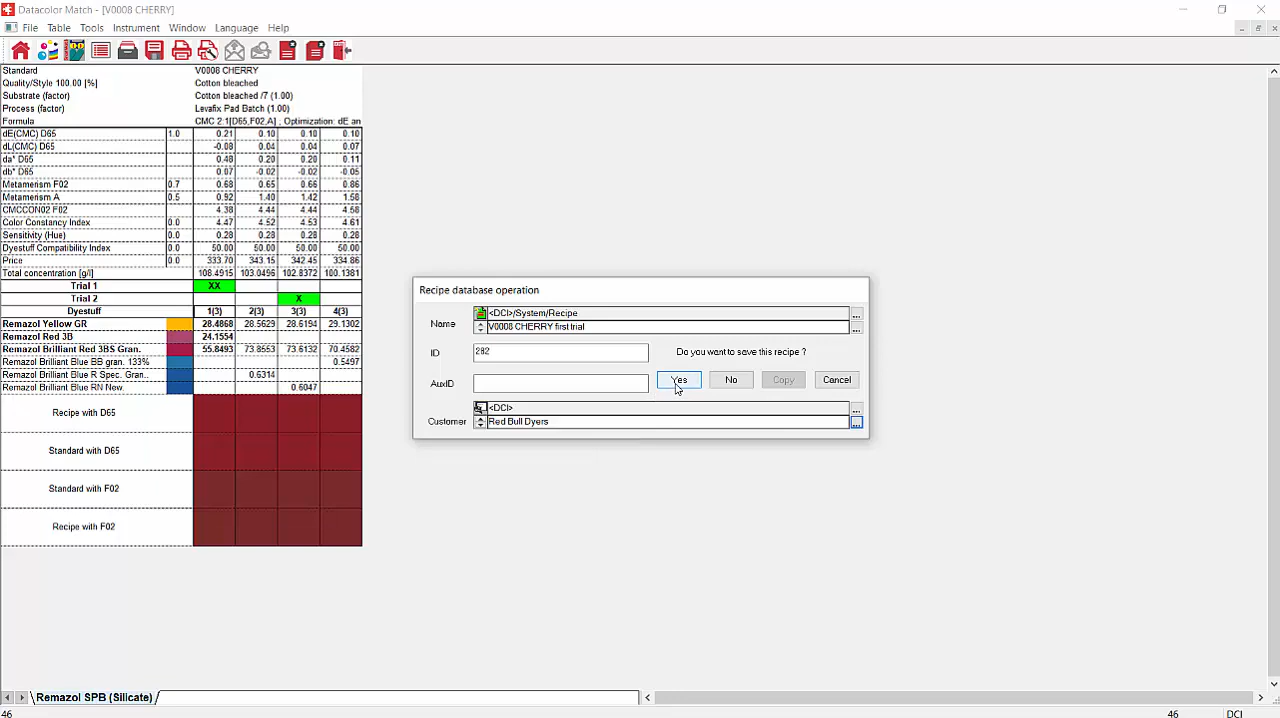 Datacolor Match - [V0008 CHERRY]
File Table Tools Instrument Window Language Help
Standard V0008 CHERRY
Quality/Style 100.00 [%] Cotton bleached
Substrate (factor) Cotton bleached /7 (1.00)
Process (factor) Levafix Pad Batch (1.00)
Formula CMC 2:1[D65,F02,A] ; Optimization: dE an
dE(CMC) D65 1.0 0.21 0.10 0.10 0.10
dL(CMC) D65 -0.08 0.04 0.04 0.07
da* D65 0.48 0.20 0.20 0.11
db* D65 0.07 -0.02 -0.02 -0.05
Metamerism F02 0.7 0.68 0.65 0.66 0.86
Metamerism A 0.5 0.92 1.40 1.42 1.58
CMCCON02 F02 4.38 4.44 4.44 4.58
Color Constancy Index 0.0 4.47 4.52 4.53 4.61
Sensitivity (Hue) 0.0 0.28 0.28 0.28 0.28
Dyestuff Compatibility Index 0.0 50.00 50.00 50.00 50.00
Price 0.0 333.70 343.15 342.45 334.86
Total concentration [g/l] 108.4915 103.0496 102.8372 100.1381
Trial 1 XX
Trial 2 X
Dyestuff 1(3) 2(3) 3(3) 4(3)
Remazol Yellow GR 28.4868 28.5629 28.6194 29.1302
Remazol Red 3B 24.1554
Remazol Brilliant Red 3BS Gran. 55.8493 73.8553 73.6132 70.4582
Remazol Brilliant Blue BB gran. 133% 0.5497
Remazol Brilliant Blue R Spec. Gran.. 0.6314
Remazol Brilliant Blue RN New. 0.6047
Recipe with D65
Standard with D65
Standard with F02
Recipe with F02
Recipe database operation
Name <DCI>/System/Recipe ...
V0008 CHERRY first trial ...
ID 282 Do you want to save this recipe ?
AuxID Yes No Copy Cancel
<DCI> ...
Customer Red Bull Dyers ...
Remazol SPB (Silicate)
46 46 DCI